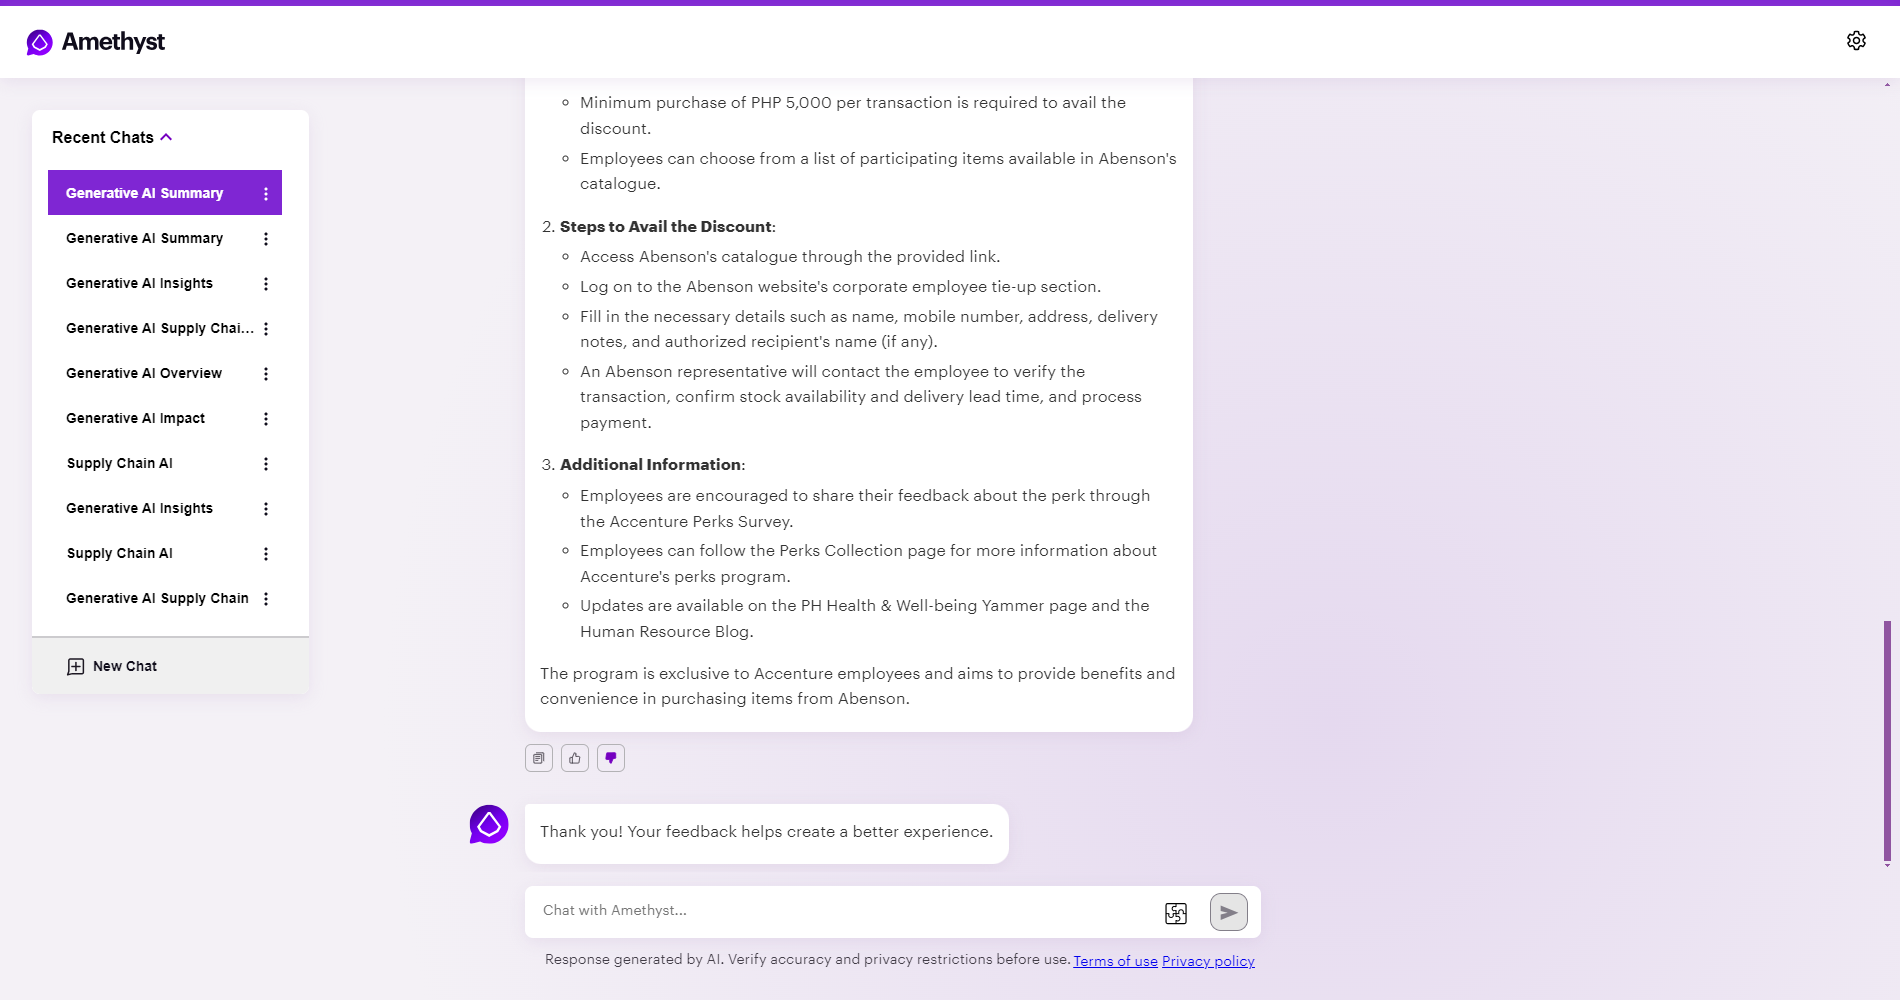 Amethyst
Recent Chats
Generative AI Summary
Generative AI Summary
Generative AI Insights
Generative AI Supply Chai...
Generative AI Overview
Generative AI Impact
Supply Chain AI
Generative AI Insights
Supply Chain AI
Generative AI Supply Chain
New Chat
Minimum purchase of PHP 5,000 per transaction is required to avail the
discount.
Employees can choose from a list of participating items available in Abenson's
catalogue.
2. Steps to Avail the Discount:
Access Abenson's catalogue through the provided link.
Log on to the Abenson website's corporate employee tie-up section.
Fill in the necessary details such as name, mobile number, address, delivery
notes, and authorized recipient's name (if any).
An Abenson representative will contact the employee to verify the
transaction, confirm stock availability and delivery lead time, and process
payment.
3. Additional Information:
Employees are encouraged to share their feedback about the perk through
the Accenture Perks Survey.
Employees can follow the Perks Collection page for more information about
Accenture's perks program.
Updates are available on the PH Health & Well-being Yammer page and the
Human Resource Blog.
The program is exclusive to Accenture employees and aims to provide benefits and
convenience in purchasing items from Abenson.
Thank you! Your feedback helps create a better experience.
Chat with Amethyst...
Response generated by AI. Verify accuracy and privacy restrictions before use. Terms of use Privacy policy